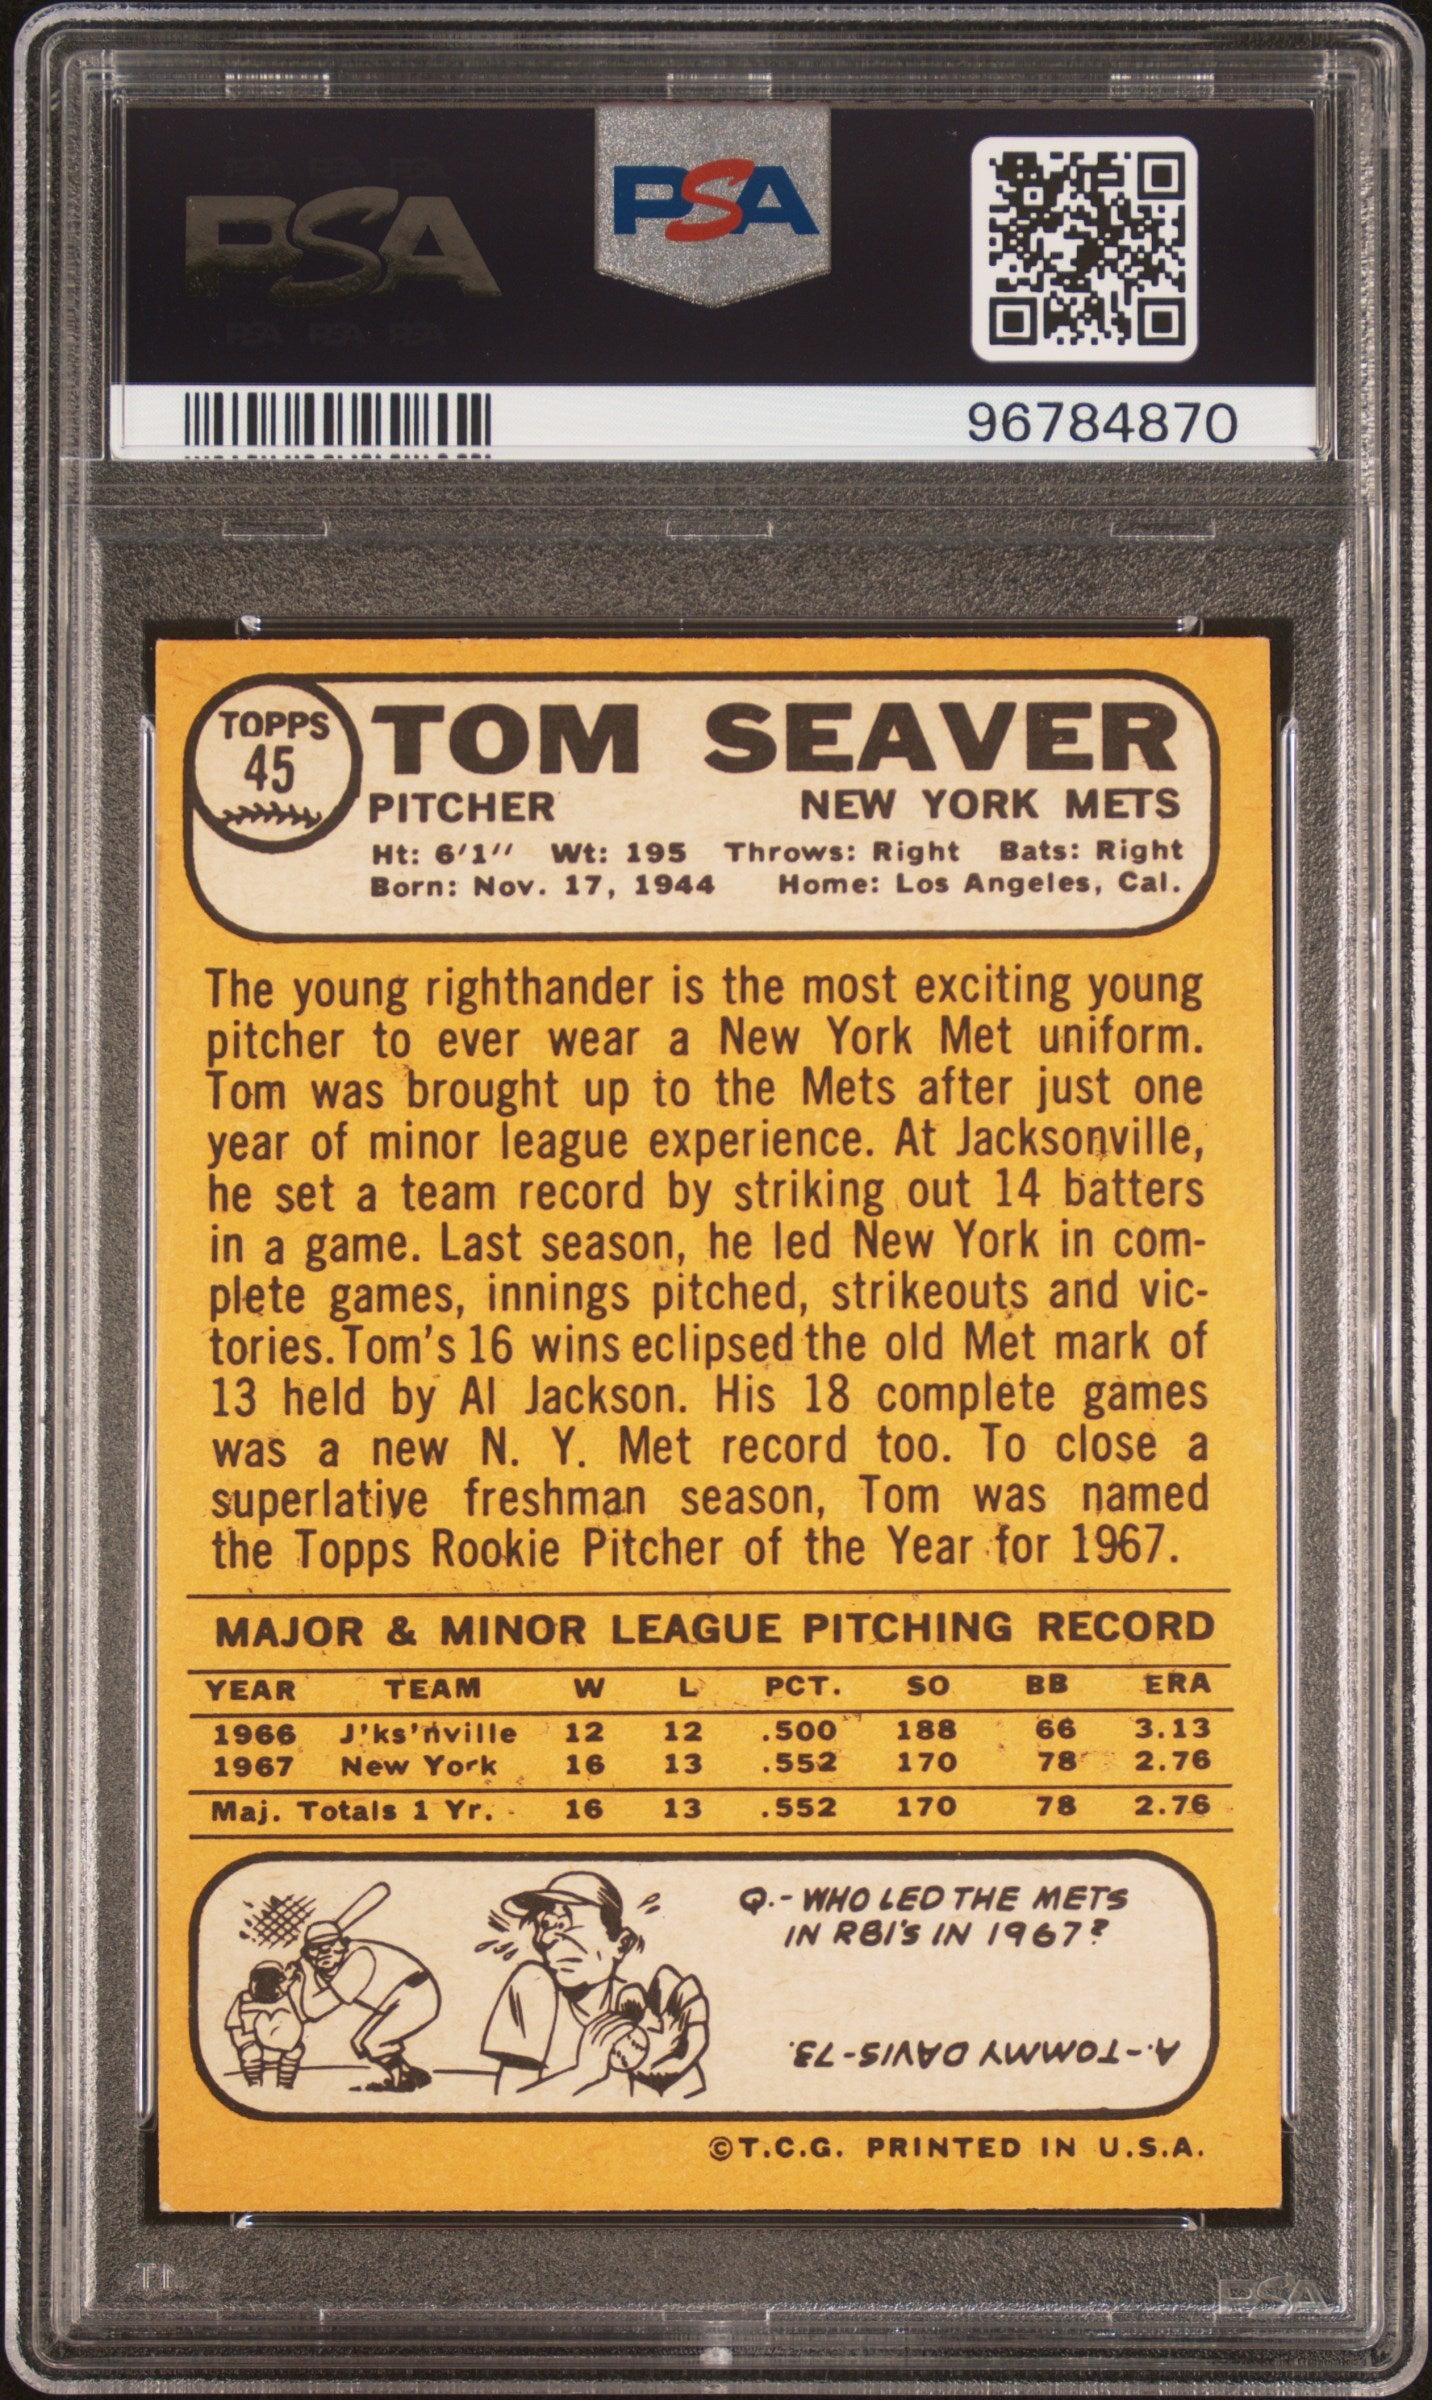 PSA PSA PSA
PSA
PSA
PSA PSA PSA
96784870
TOPPS
45
TOM SEAVER
PITCHER NEW YORK METS
Ht: 6'1" Wt: 195 Throws: Right Bats: Right
Born: Nov. 17, 1944 Home: Los Angeles, Cal.
The young righthander is the most exciting young
pitcher to ever wear a New York Met uniform.
Tom was brought up to the Mets after just one
year of minor league experience. At Jacksonville,
he set a team record by striking out 14 batters
in a game. Last season, he led New York in com-
plete games, innings pitched, strikeouts and vic-
tories. Tom's 16 wins eclipsed the old Met mark of
13 held by Al Jackson. His 18 complete games
was a new N. Y. Met record too. To close a
superlative freshman season, Tom was named
the Topps Rookie Pitcher of the Year for 1967.
MAJOR & MINOR LEAGUE PITCHING RECORD
YEAR TEAM W L PCT. SO BB ERA
1966 J'ks'nville 12 12 .500 188 66 3.13
1967 New York 16 13 .552 170 78 2.76
Maj. Totals 1 Yr. 16 13 .552 170 78 2.76
Q.-WHO LED THE METS
IN RBI'S IN 1967?
A.-TOMMY DAVIS-73.
©T.C.G. PRINTED IN U.S.A.
PSA